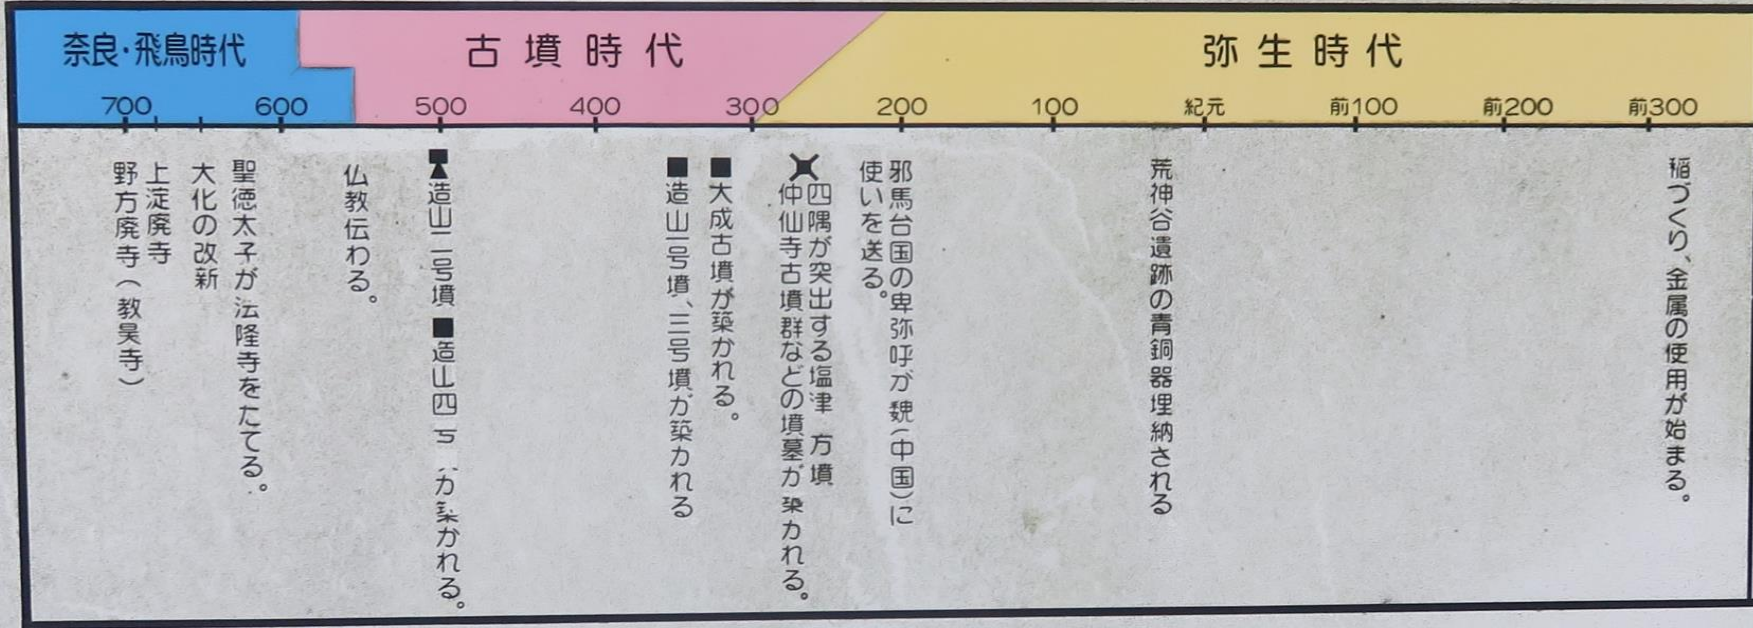 奈良・飛鳥時代
古墳時代
弥生時代
700
600
500
400
300
200
100
紀元
前100
前200
前300
稲づくり、金属の使用が始まる。
荒神谷遺跡の青銅器埋納される
邪馬台国の卑弥呼が魏(中国)に
使いを送る。
四隅が突出する塩津 方墳
仲仙寺古墳群などの墳墓が築かれる。
大成古墳が築かれる。
造山一号墳、三号墳が築かれる
造山二号墳
造山四 が築かれる。
仏教伝わる。
聖徳太子が法隆寺をたてる。
大化の改新
上淀廃寺
野方廃寺(教昊寺)